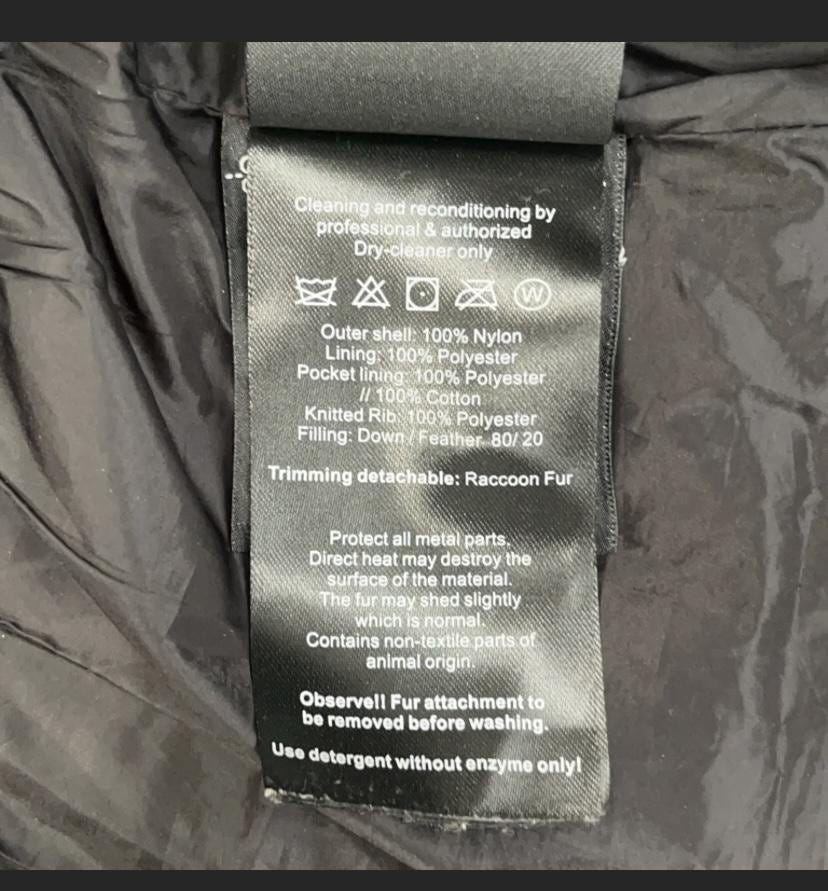 Cleaning and reconditioning by
professional & authorized
Dry-cleaner only
W
Outer shell: 100% Nylon
Lining: 100% Polyester
Pocket lining: 100% Polyester
// 100% Cotton
Knitted Rib: 100% Polyester
Filling: Down / Feather 80/ 20
Trimming detachable: Raccoon Fur
Protect all metal parts.
Direct heat may destroy the
surface of the material.
The fur may shed slightly
which is normal.
Contains non-textile parts of
animal origin.
Observe!! Fur attachment to
be removed before washing.
Use detergent without enzyme only!